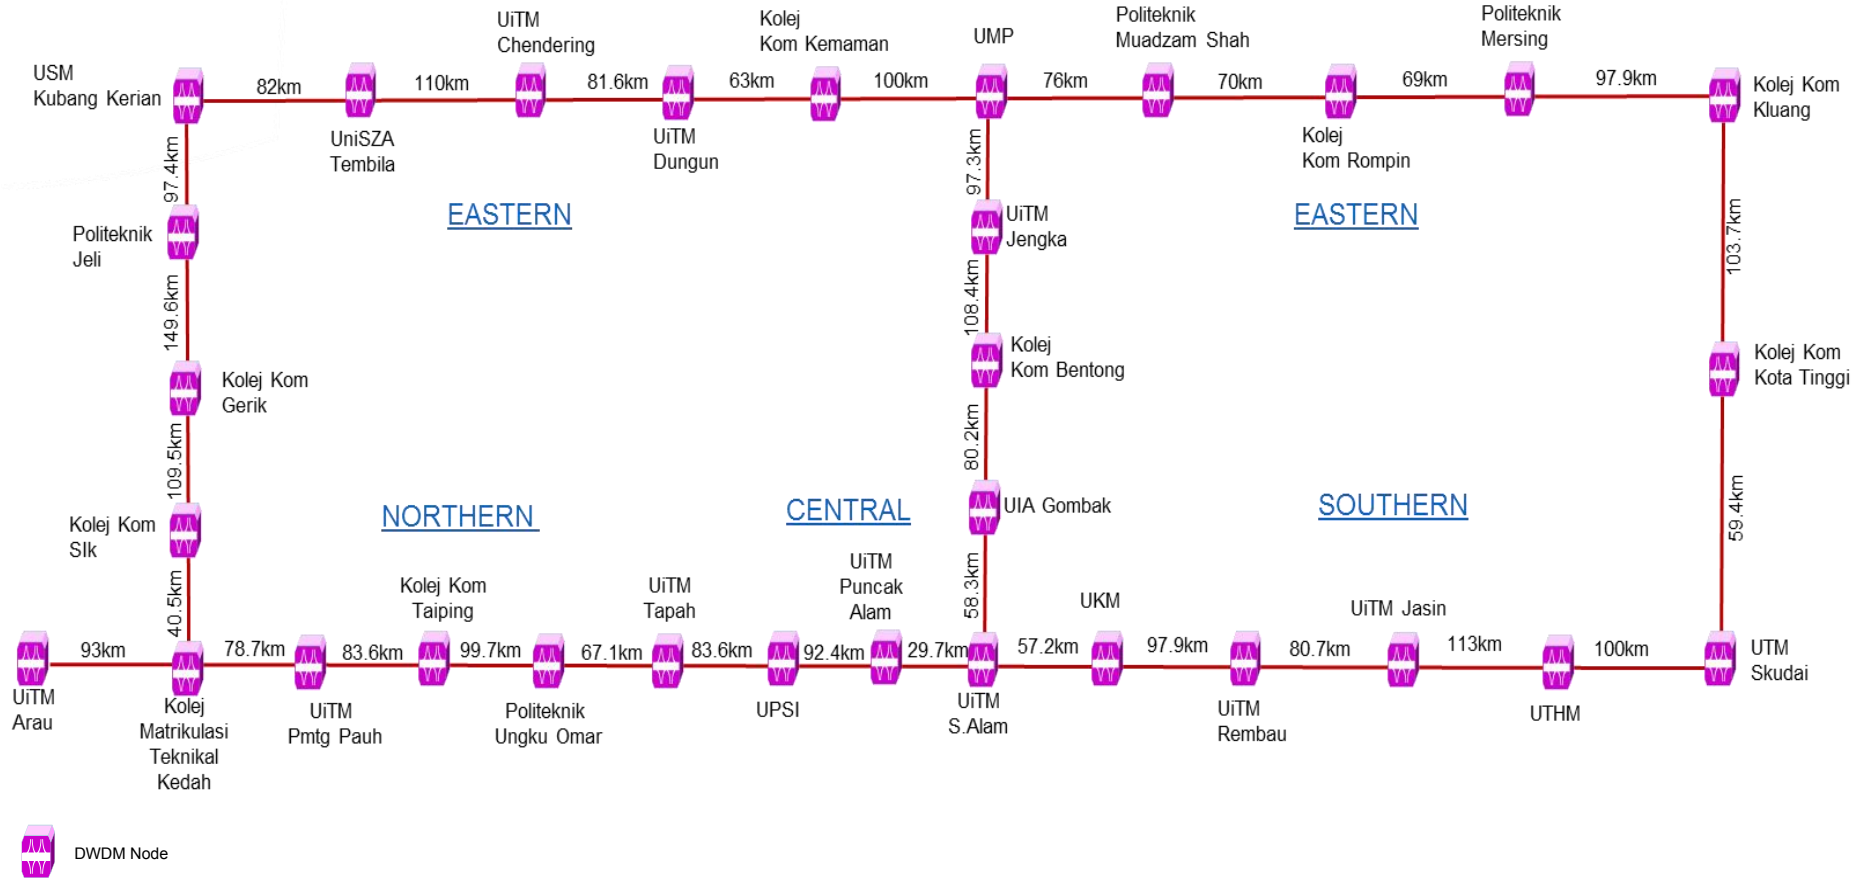 UiTM
Chendering
Kolej
Kom Kemaman
UMP
Politeknik
Muadzam Shah
Politeknik
Mersing
USM
Kubang Kerian
82km
110km
81.6km
63km
100km
76km
70km
69km
97.9km
Kolej Kom
Kluang
UniSZA
Tembila
UiTM
Dungun
Kolej
Kom Rompin
97.4km
97.3km
103.7km
EASTERN
EASTERN
Politeknik
Jeli
UiTM
Jengka
149.6km
108.4km
Kolej Kom
Gerik
Kolej
Kom Bentong
Kolej Kom
Kota Tinggi
109.5km
80.2km
59.4km
NORTHERN
CENTRAL
SOUTHERN
Kolej Kom
SIk
UIA Gombak
40.5km
58.3km
Kolej Kom
Taiping
UiTM
Tapah
UiTM
Puncak
Alam
UKM
UiTM Jasin
93km
78.7km
83.6km
99.7km
67.1km
83.6km
92.4km
29.7km
57.2km
97.9km
80.7km
113km
100km
UTM
Skudai
UiTM
Arau
Kolej
Matrikulasi
Teknikal
Kedah
UiTM
Pmtg Pauh
Politeknik
Ungku Omar
UPSI
UiTM
S.Alam
UiTM
Rembau
UTHM
DWDM Node